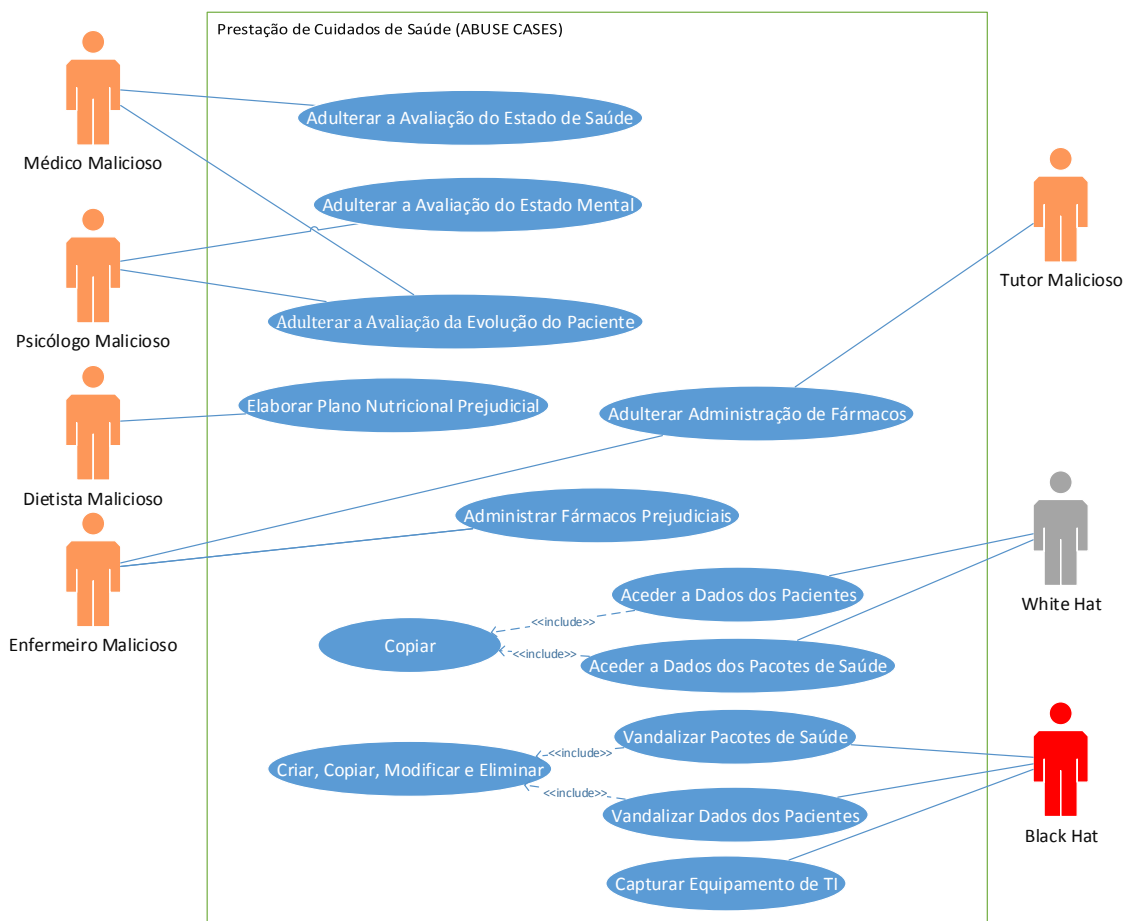 Prestação de Cuidados de Saúde (ABUSE CASES)
Médico Malicioso
Adulterar a Avaliação do Estado de Saúde
Tutor Malicioso
Adulterar a Avaliação do Estado Mental
Psicólogo Malicioso
Adulterar a Avaliação da Evolução do Paciente
Elaborar Plano Nutricional Prejudicial
Adulterar Administração de Fármacos
Dietista Malicioso
Administrar Fármacos Prejudiciais
White Hat
Enfermeiro Malicioso
Aceder a Dados dos Pacientes
<<include>>
Copiar
<<include>>
Aceder a Dados dos Pacotes de Saúde
Vandalizar Pacotes de Saúde
<<include>>
Criar, Copiar, Modificar e Eliminar
<<include>>
Vandalizar Dados dos Pacientes
Black Hat
Capturar Equipamento de TI